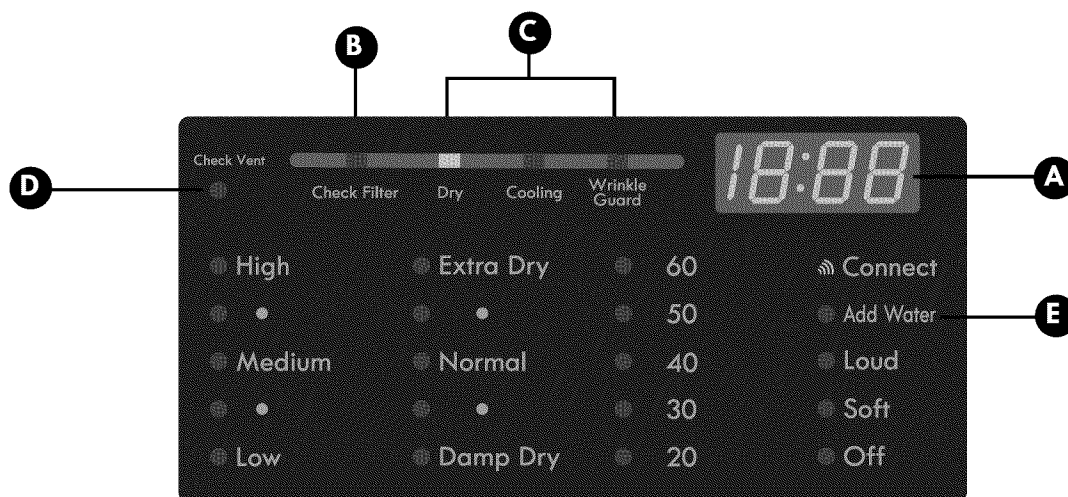 B
C
D
A
E
Check Vent
Check Filter
Dry
Cooling
Wrinkle
Guard
18:88
High
Extra Dry
60
Connect
50
Add Water
Medium
Normal
40
Loud
30
Soft
Low
Damp Dry
20
Off